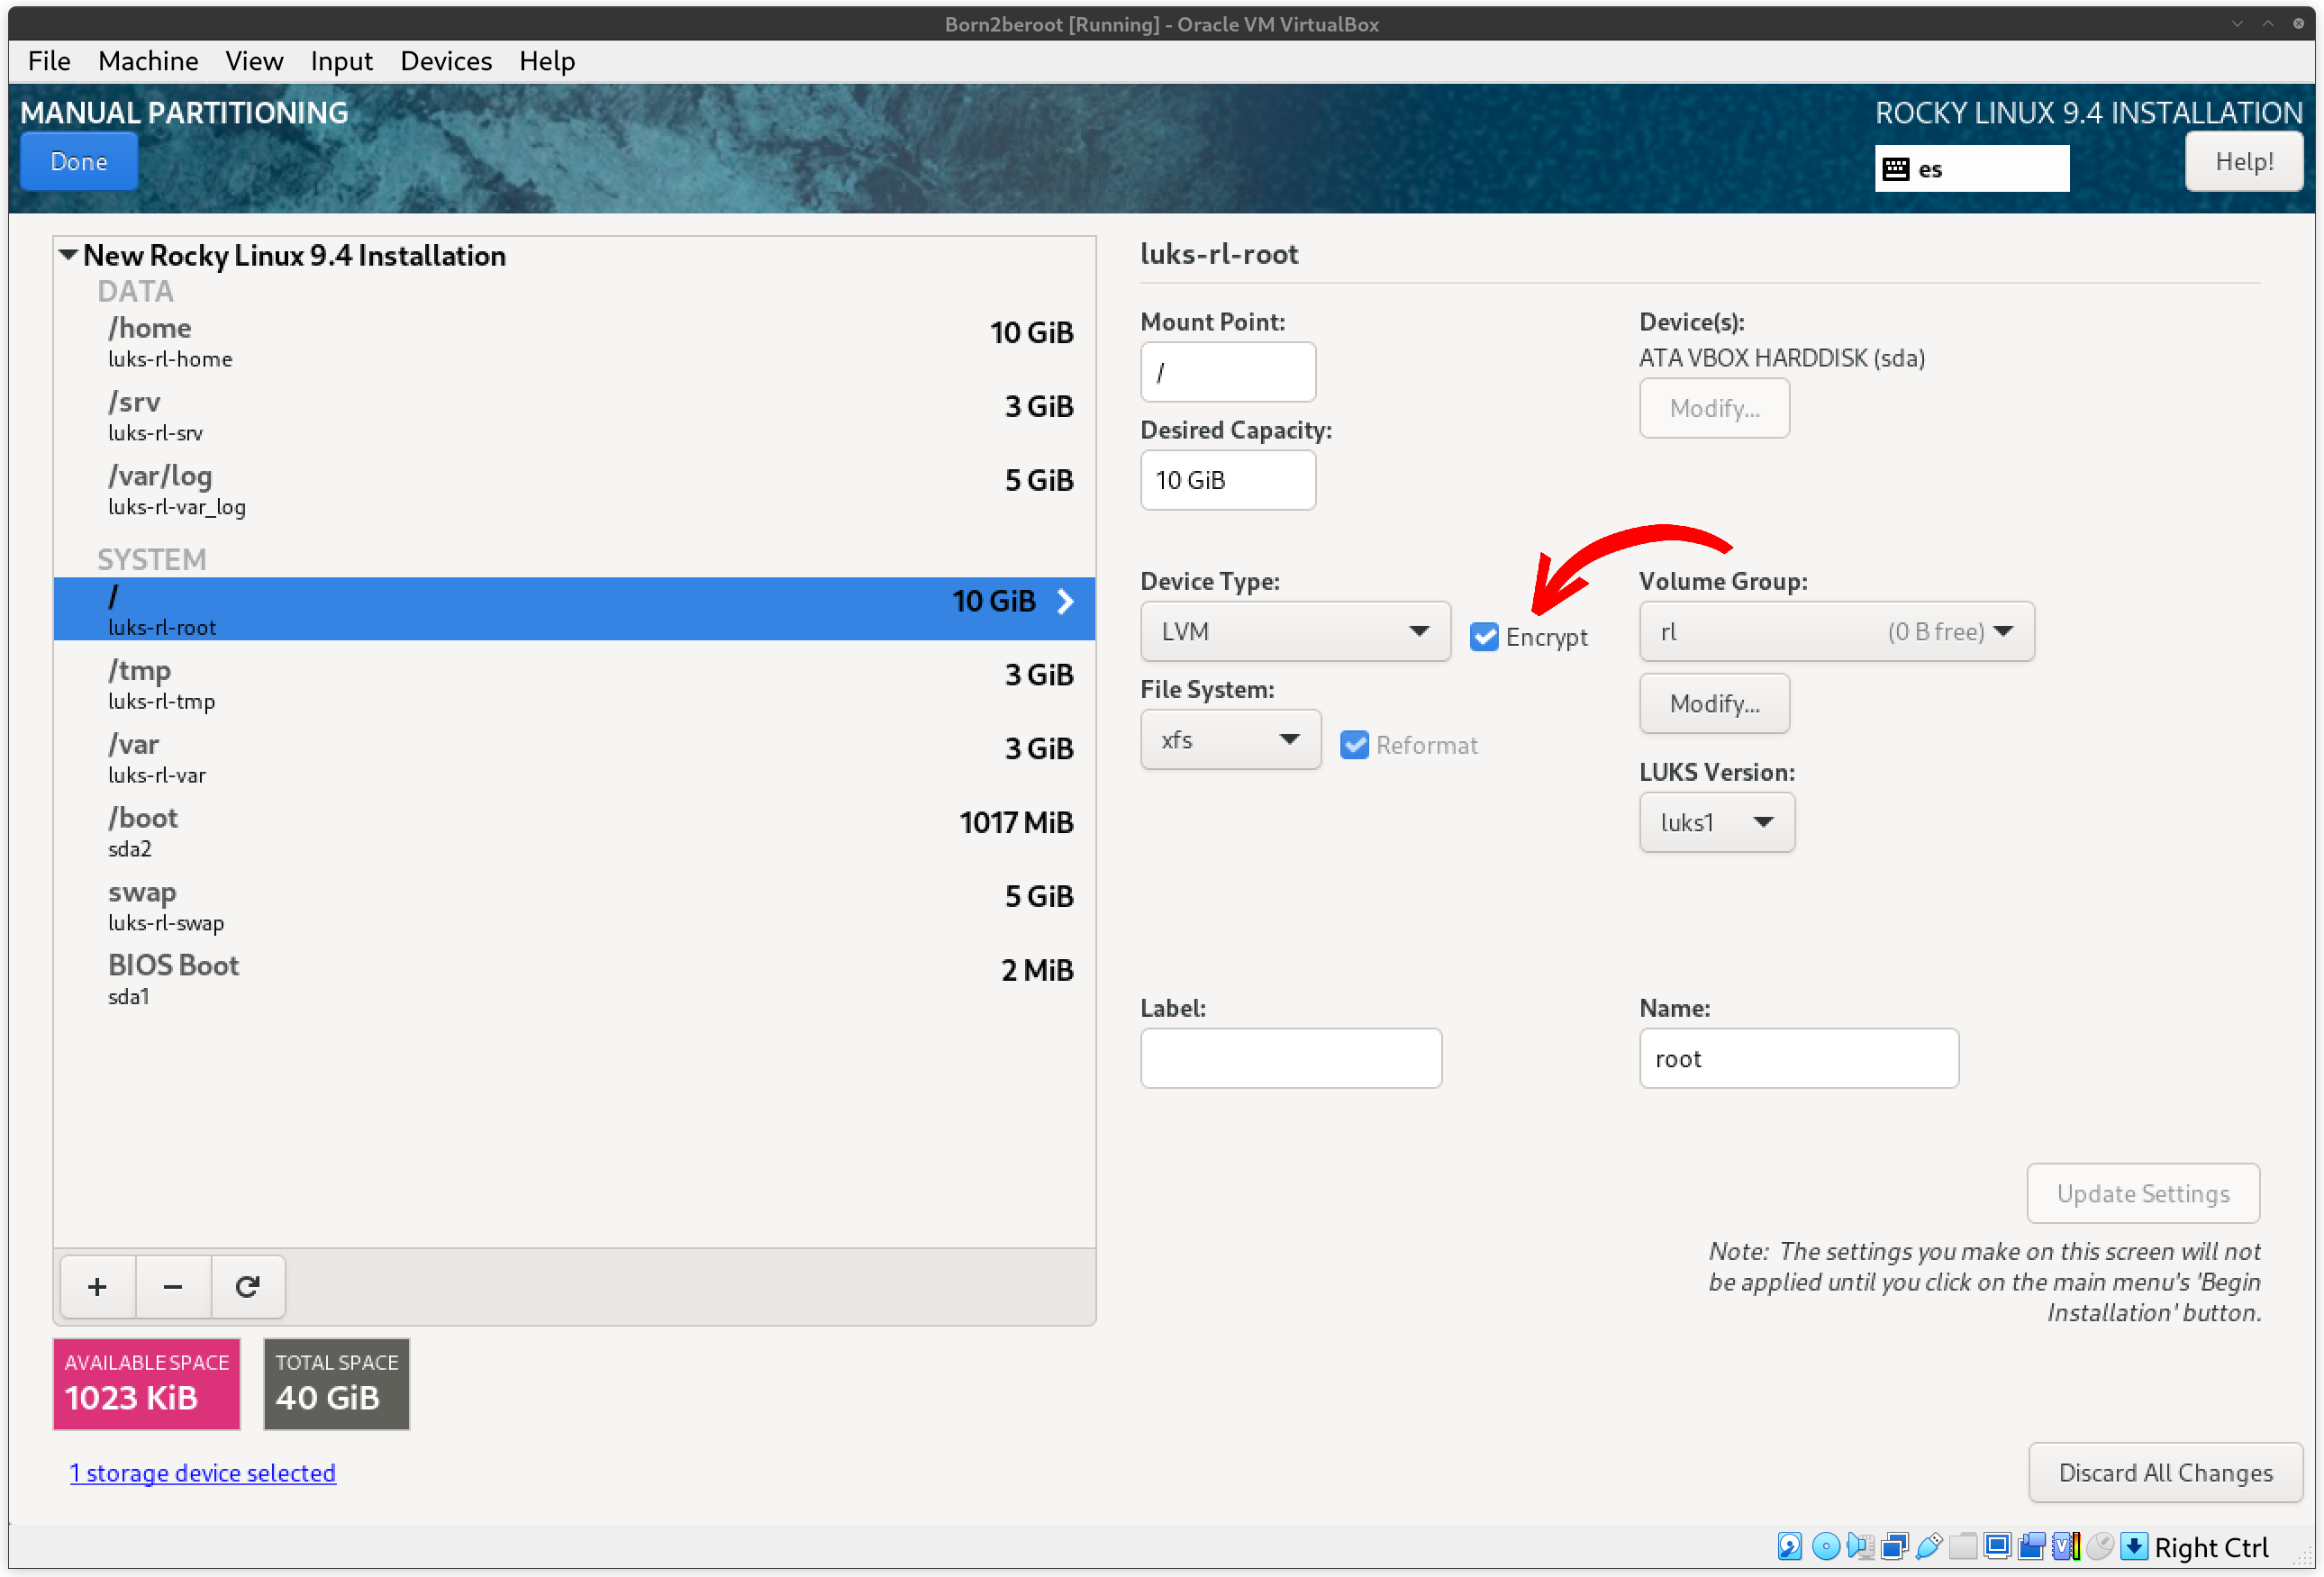 Born2beroot [Running] - Oracle VM VirtualBox
File Machine View Input Devices Help
MANUAL PARTITIONING
ROCKY LINUX 9.4 INSTALLATION
Done
es
Help!
New Rocky Linux 9.4 Installation
DATA
/home
10 GiB
luks-rl-home
/srv
3 GiB
luks-rl-srv
/var/log
5 GiB
luks-rl-var_log
SYSTEM
/
10 GiB
luks-rl-root
/tmp
3 GiB
luks-rl-tmp
/var
3 GiB
luks-rl-var
/boot
1017 MiB
sda2
swap
5 GiB
luks-rl-swap
BIOS Boot
2 MiB
sda1
+ −
AVAILABLE SPACE
1023 KiB
TOTAL SPACE
40 GiB
1 storage device selected
luks-rl-root
Mount Point:
/
Desired Capacity:
10 GiB
Device(s):
ATA VBOX HARDDISK (sda)
Modify...
Device Type:
LVM
Encrypt
File System:
xfs
Reformat
Volume Group:
rl (0 B free)
Modify...
LUKS Version:
luks1
Label:
Name:
root
Update Settings
Note: The settings you make on this screen will not
be applied until you click on the main menu's 'Begin
Installation' button.
Discard All Changes
Right Ctrl